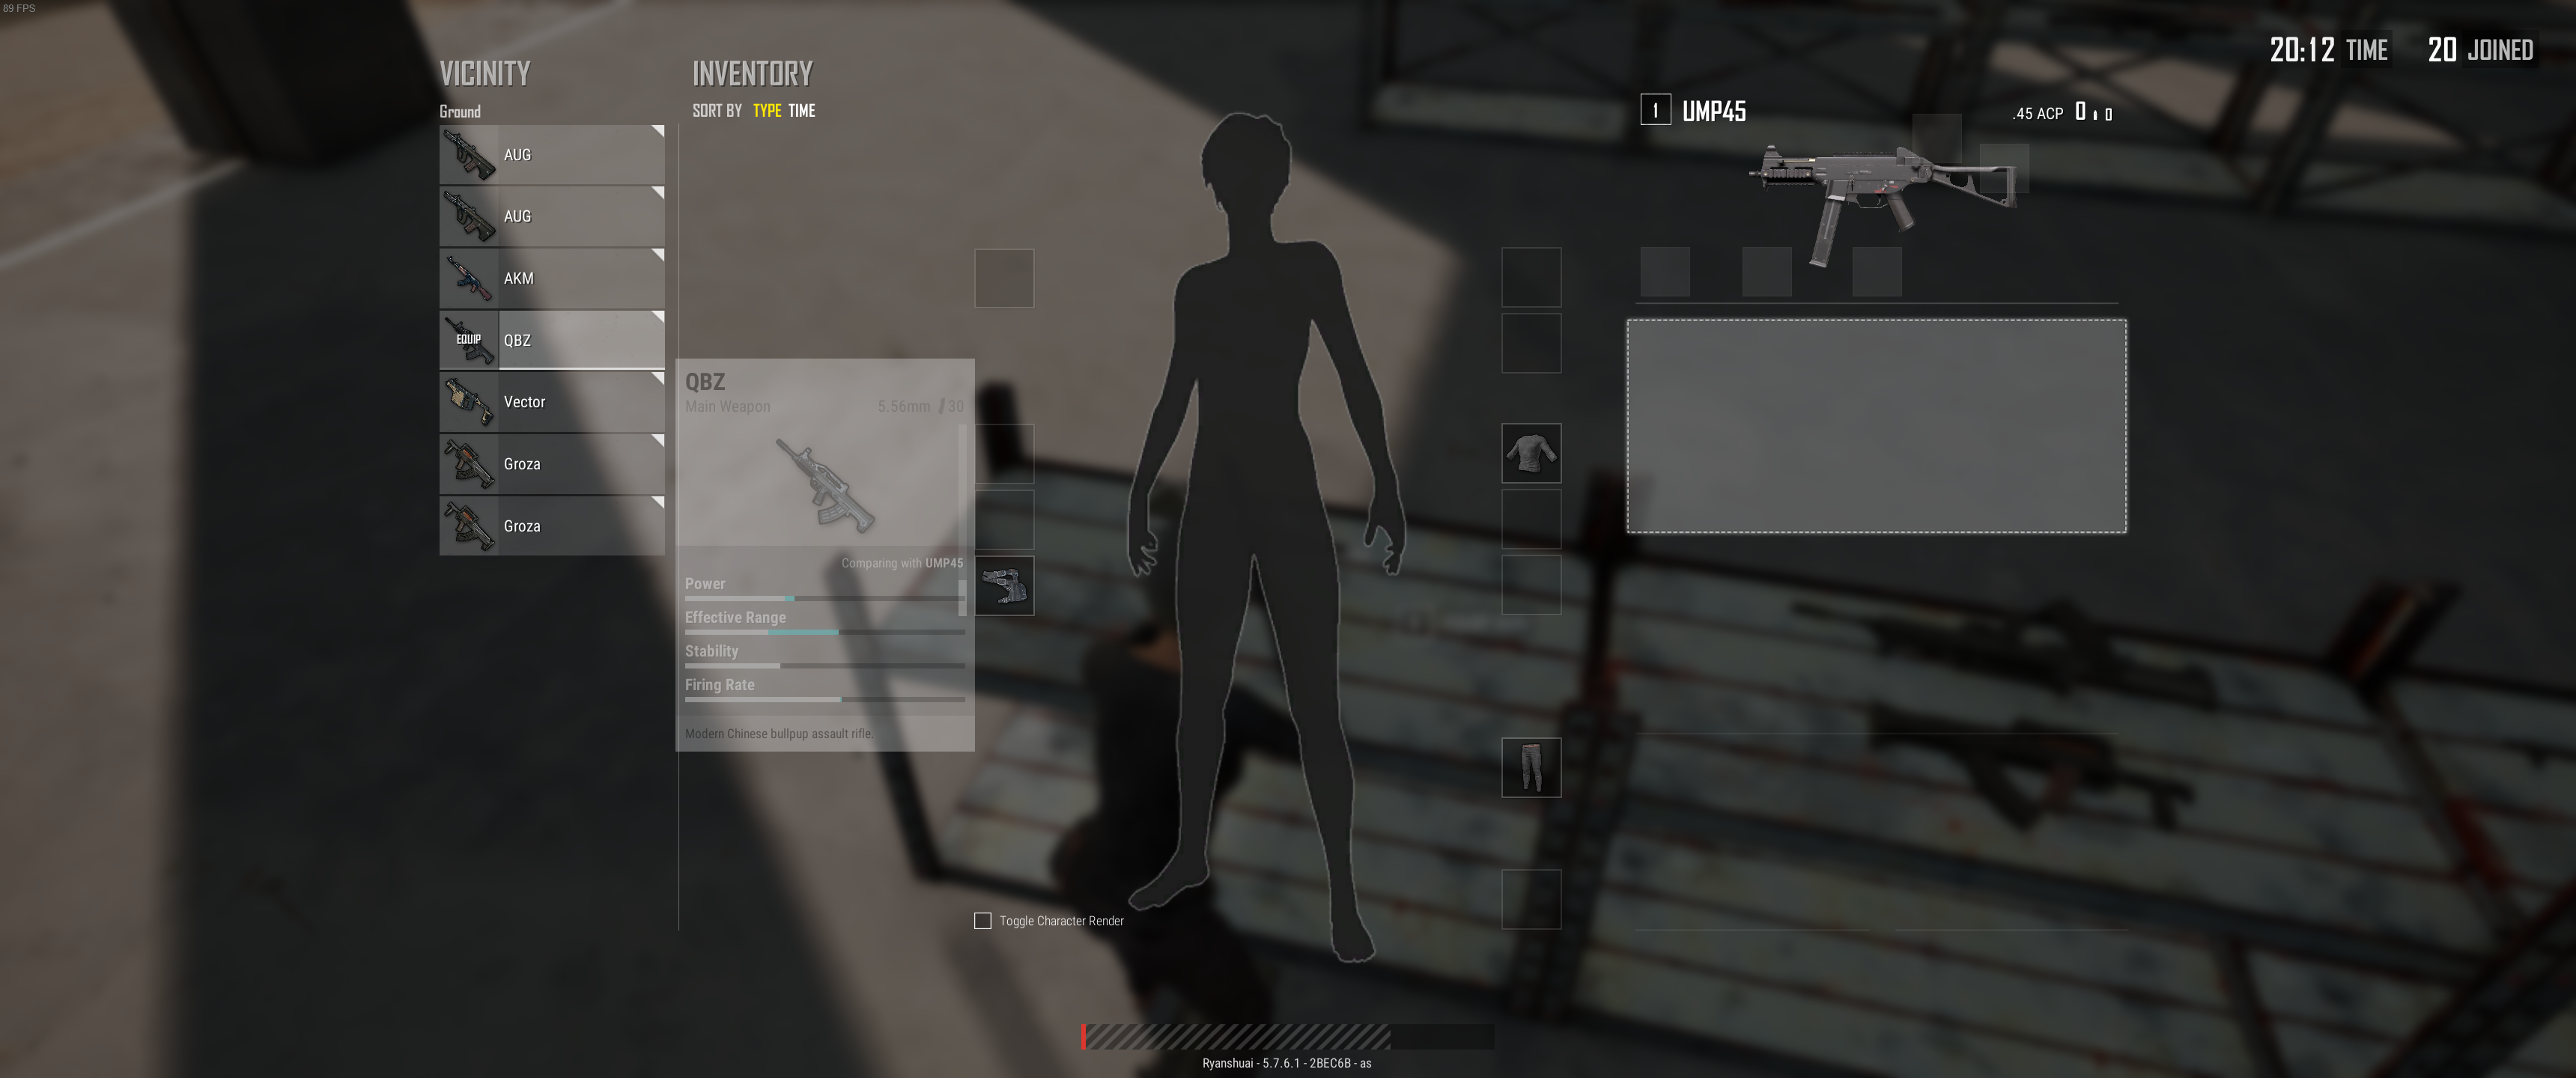 89 FPS
20:12 TIME 20 JOINED
VICINITY
Ground
AUG
AUG
AKM
EQUIP QBZ
Vector
Groza
Groza
INVENTORY
SORT BY TYPE TIME
QBZ
Main Weapon 5.56mm 30
Comparing with UMP45
Power
Effective Range
Stability
Firing Rate
Modern Chinese bullpup assault rifle.
Toggle Character Render
1 UMP45 .45 ACP 0 0
Ryanshuai - 5.7.6.1 - 2BEC6B - as